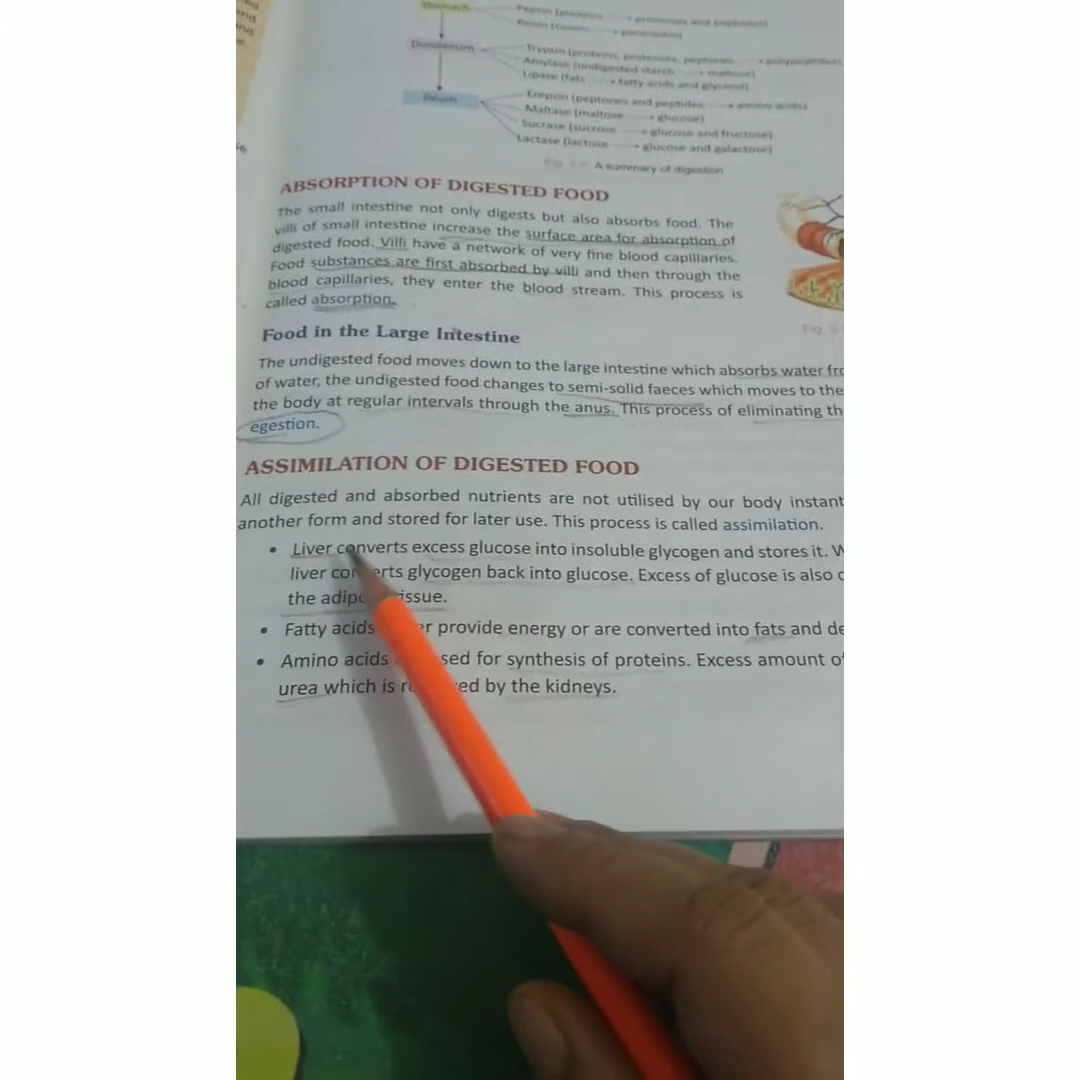 and
and
Stomach
Pepsin (proteins → proteoses and peptones)
Duodenum
Trypsin (proteins, proteoses, peptones → polypeptides
Amylase (undigested starch → maltose)
Lipase (fats → fatty acids and glycerol)
Ileum
Erepsin (peptones and peptides → amino acids)
Maltase (maltose → glucose)
Sucrase (sucrose → glucose and fructose)
Lactase (lactose → glucose and galactose)
Fig. A summary of digestion
ABSORPTION OF DIGESTED FOOD
The small intestine not only digests but also absorbs food. The
villi of small intestine increase the surface area for absorption of
digested food. Villi have a network of very fine blood capillaries.
Food substances are first absorbed by villi and then through the
blood capillaries, they enter the blood stream. This process is
called absorption.
Fig.
Food in the Large Intestine
The undigested food moves down to the large intestine which absorbs water fro
of water, the undigested food changes to semi-solid faeces which moves to the
the body at regular intervals through the anus. This process of eliminating th
egestion.
ASSIMILATION OF DIGESTED FOOD
All digested and absorbed nutrients are not utilised by our body instant
another form and stored for later use. This process is called assimilation.
• Liver converts excess glucose into insoluble glycogen and stores it. W
liver converts glycogen back into glucose. Excess of glucose is also
the adip issue.
• Fatty acids er provide energy or are converted into fats and de
• Amino acids sed for synthesis of proteins. Excess amount of
urea which is ed by the kidneys.